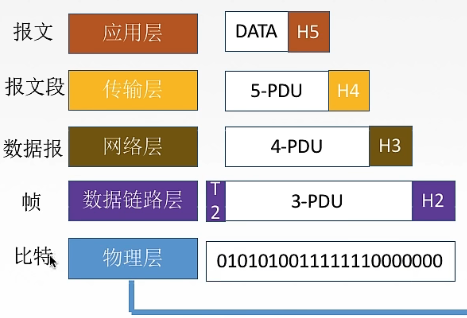 报文 应用层 DATA H5
报文段 传输层 5-PDU H4
数据报 网络层 4-PDU H3
帧 数据链路层 T2 3-PDU H2
比特 物理层 0101010011111110000000